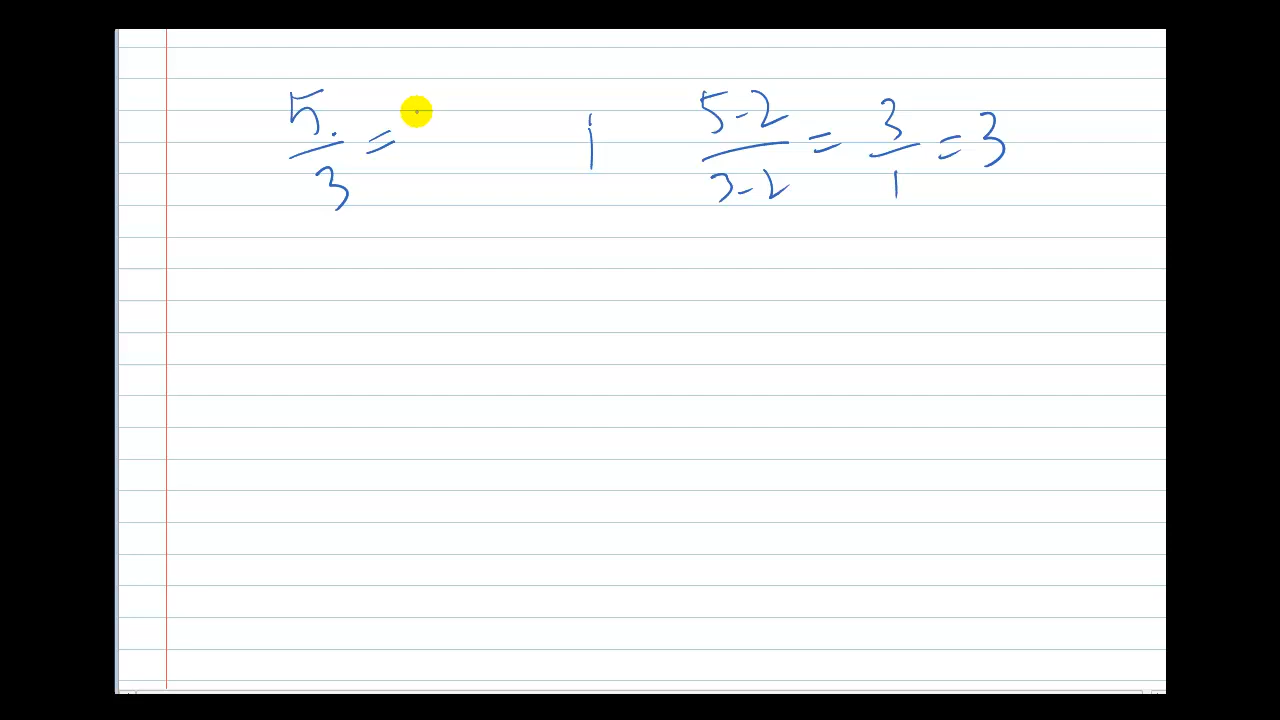 5/3 = | (5-2)/(3-2) = 3/1 = 3